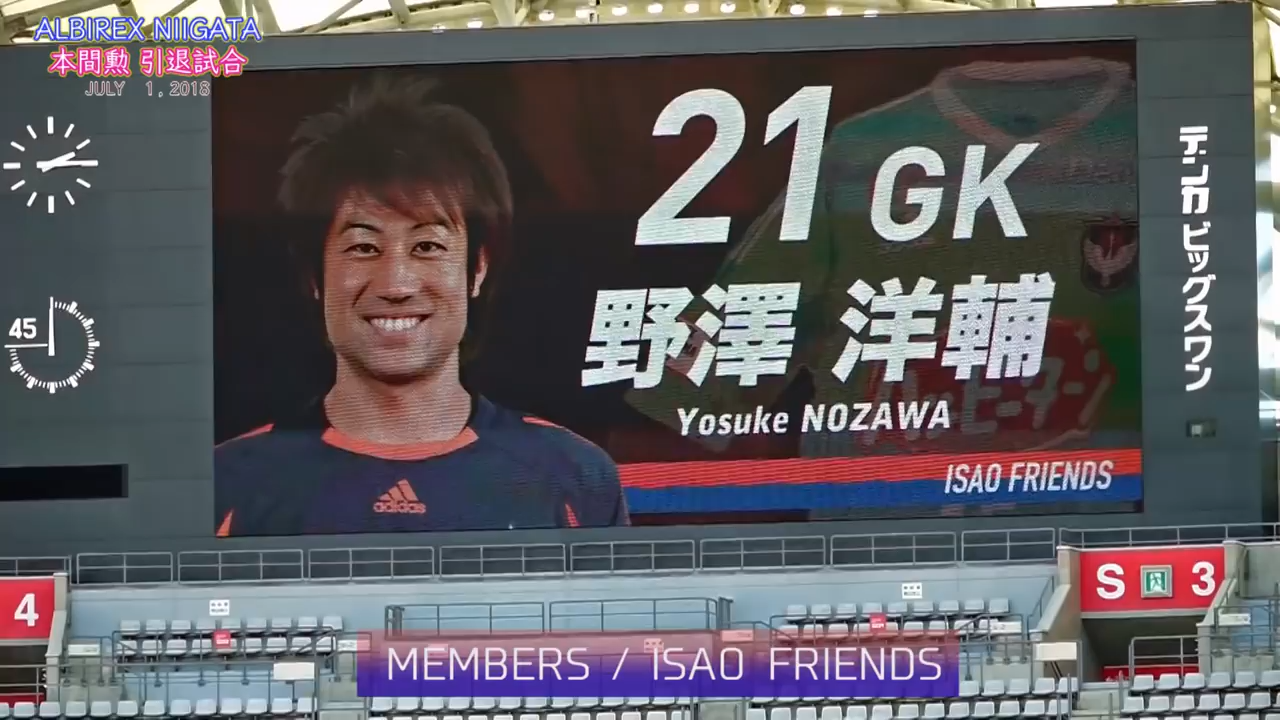 ALBIREX NIIGATA
本間勲 引退試合
JULY 1, 2018
21 GK
野澤 洋輔
Yosuke NOZAWA
ISAO FRIENDS
adidas
デンカビッグスワン
45
4
S 3
MEMBERS / ISAO FRIENDS